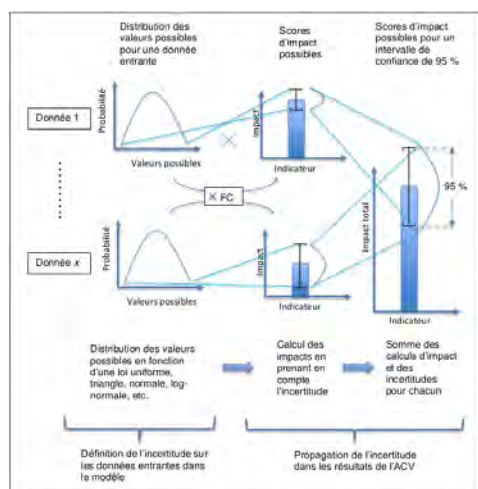 Distribution des
valeurs possibles
pour une donnée
entrante
Scores
d'impact
possibles
Scores d'impact
possibles pour un
intervalle de
confiance de 95 %
Donnée 1
Probabilité
Valeurs possibles
Impact
Indicateur
× FC
Donnée x
Probabilité
Valeurs possibles
Impact
Indicateur
Impact total
Indicateur
95 %
Distribution des valeurs
possibles en fonction
d'une loi uniforme,
triangle, normale, log-
normale, etc.
Calcul des
impacts en
prenant en
compte
l'incertitude
Somme des
calculs d'impact
et des
incertitudes
pour chacun
Définition de l'incertitude sur
les données entrantes dans
le modèle
Propagation de l'incertitude
dans les résultats de l'ACV